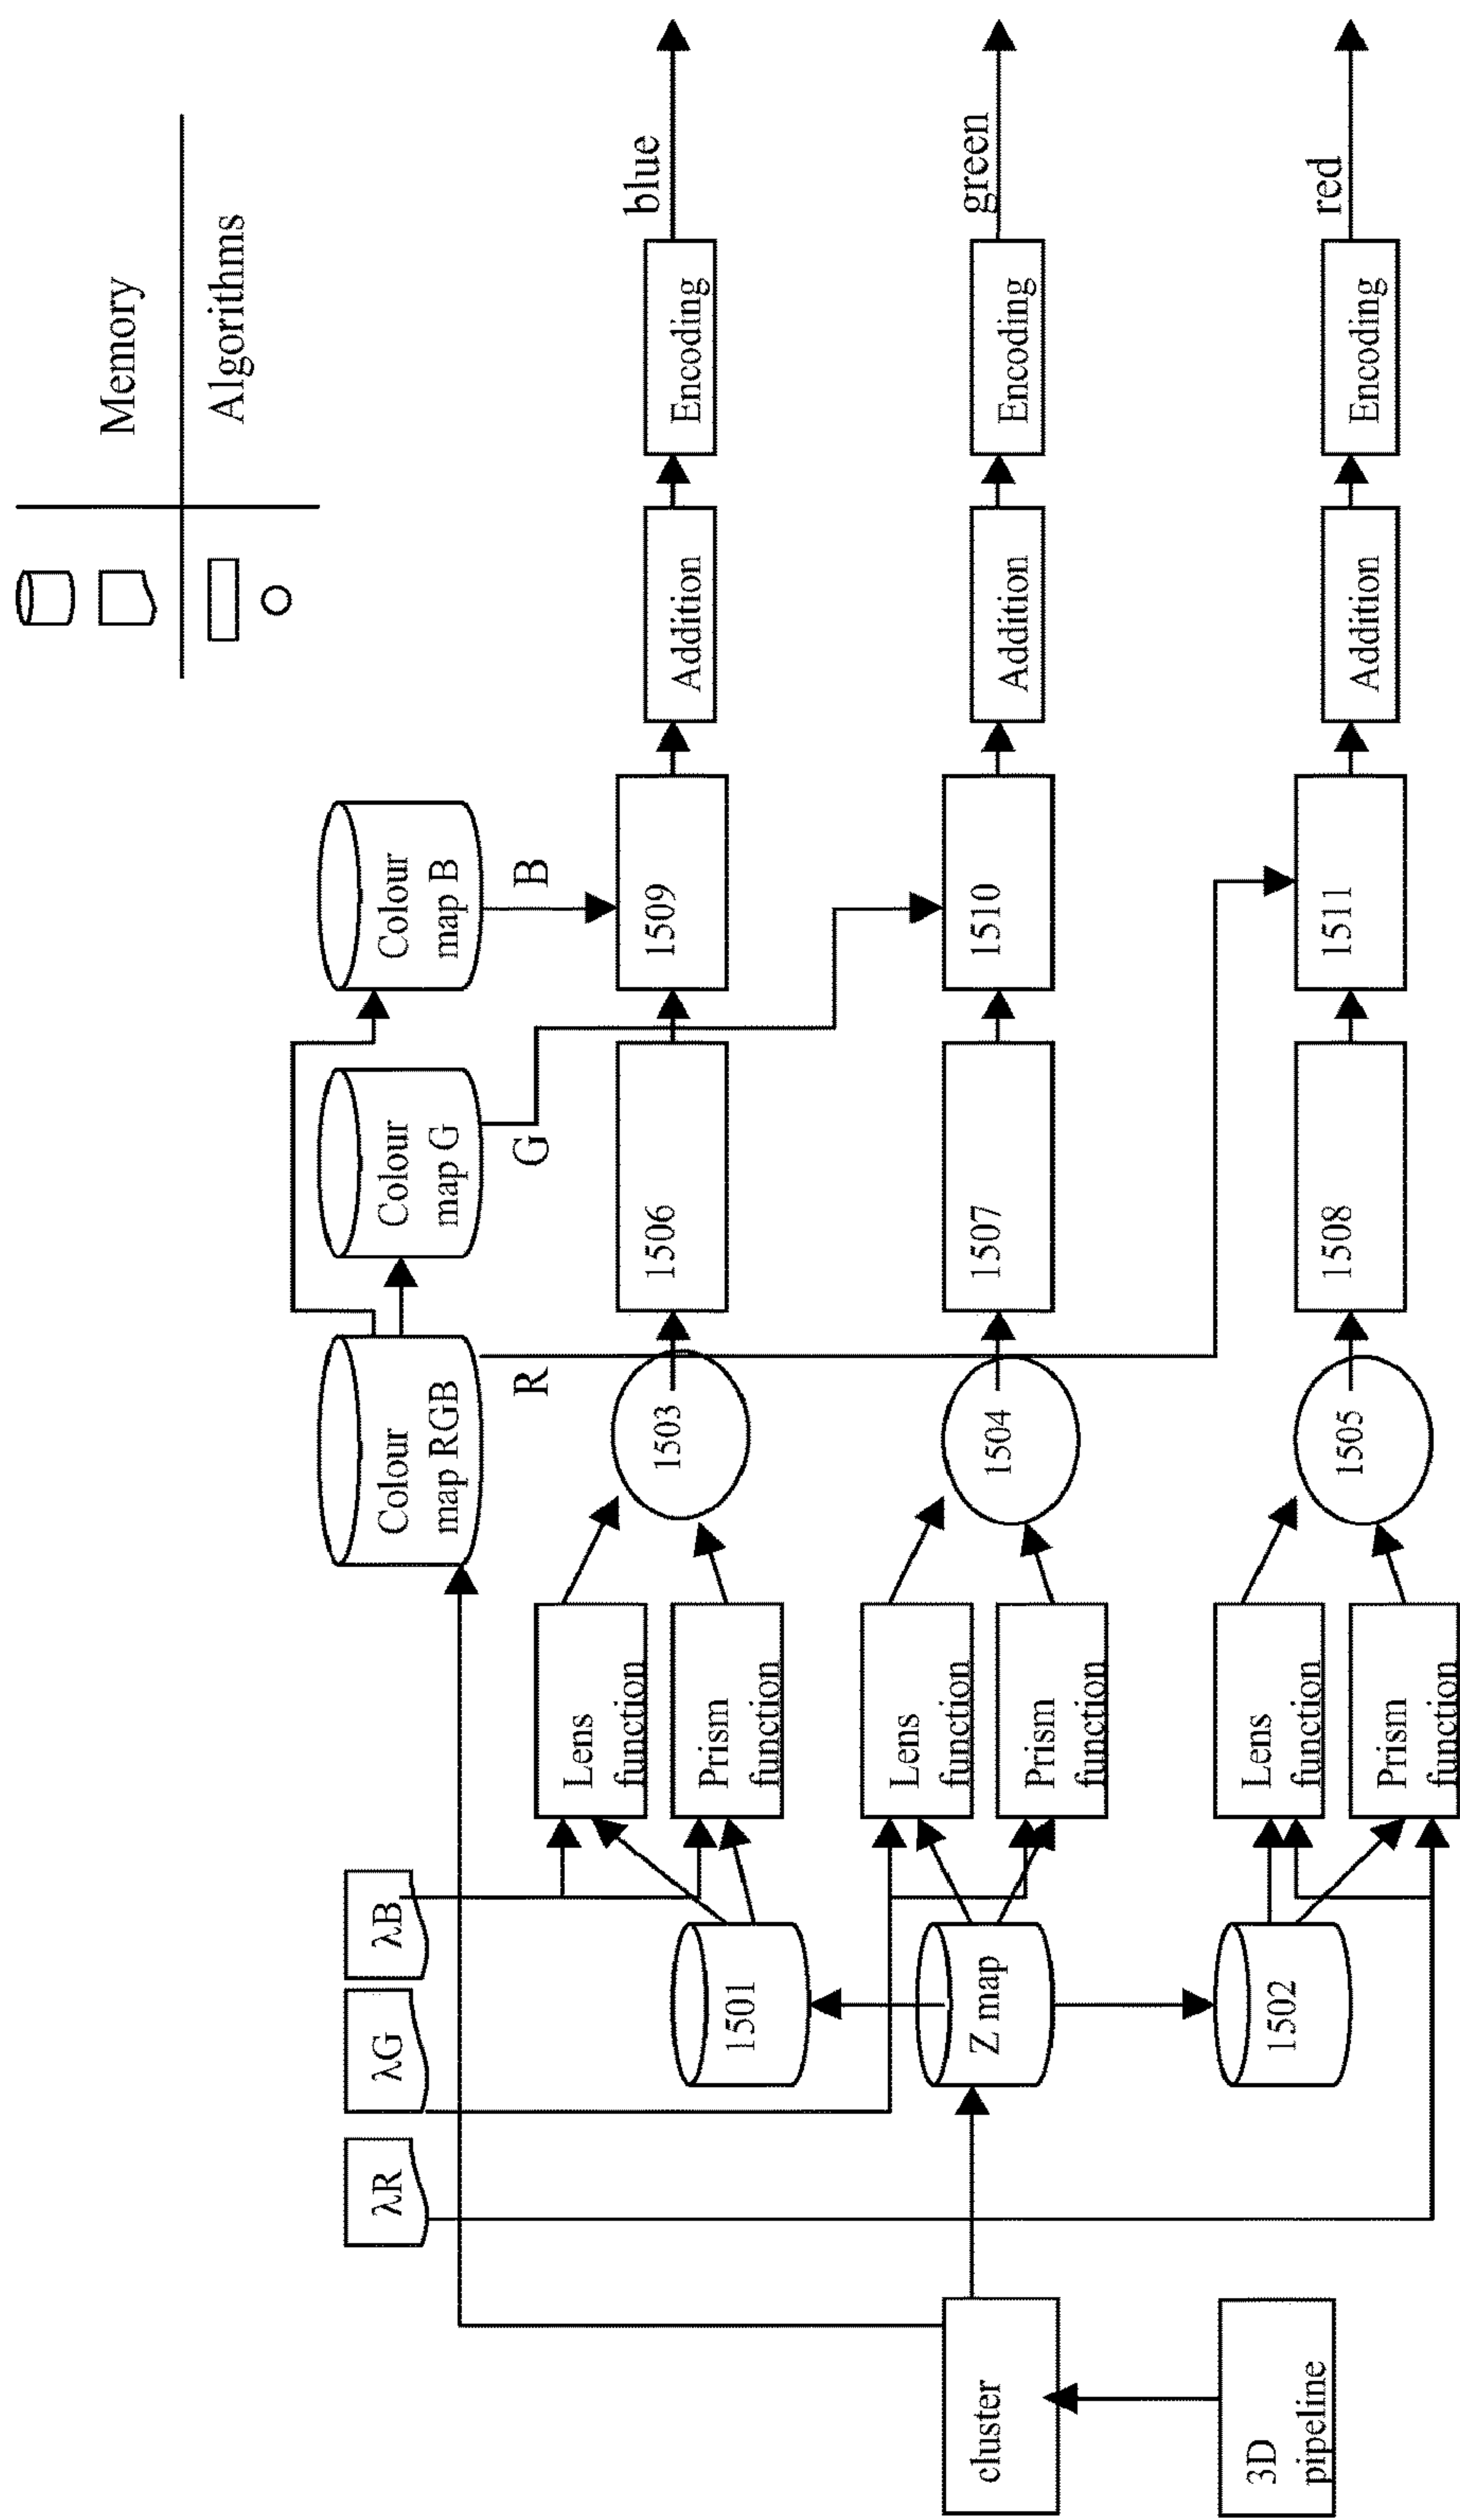 Memory
Algorithms
Colour
map RGB
Colour
map G
Colour
map B
R
G
B
λR
λG
λB
Lens
function
Prism
function
1501
1503
1506
1509
Addition
Encoding
blue
cluster
Z map
Lens
function
Prism
function
1504
1507
1510
Addition
Encoding
green
3D
pipeline
1502
Lens
function
Prism
function
1505
1508
1511
Addition
Encoding
red